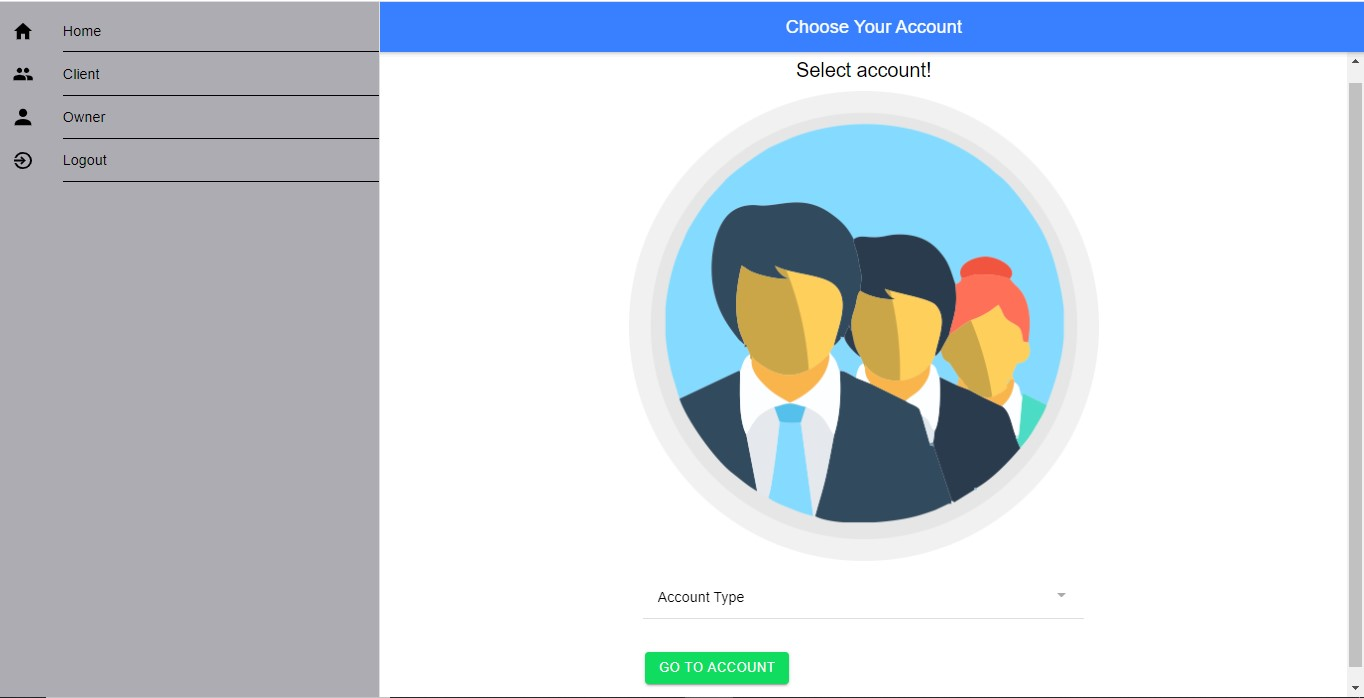 Home
Client
Owner
Logout
Choose Your Account
Select account!
Account Type
GO TO ACCOUNT